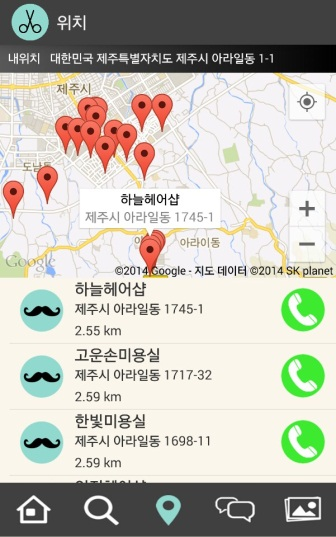 위치
내위치 대한민국 제주특별자치도 제주시 아라일동 1-1
제주시
도남동
하늘헤어샵
제주시 아라일동 1745-1
아라이동
Google
©2014 Google - 지도 데이터 ©2014 SK planet
하늘헤어샵
제주시 아라일동 1745-1
2.55 km
고운손미용실
제주시 아라일동 1717-32
2.59 km
한빛미용실
제주시 아라일동 1698-11
2.59 km